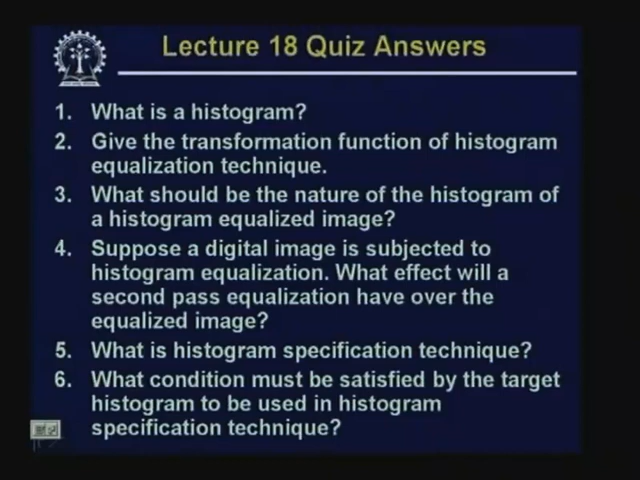 Lecture 18 Quiz Answers
1. What is a histogram?
2. Give the transformation function of histogram
equalization technique.
3. What should be the nature of the histogram of
a histogram equalized image?
4. Suppose a digital image is subjected to
histogram equalization. What effect will a
second pass equalization have over the
equalized image?
5. What is histogram specification technique?
6. What condition must be satisfied by the target
histogram to be used in histogram
specification technique?